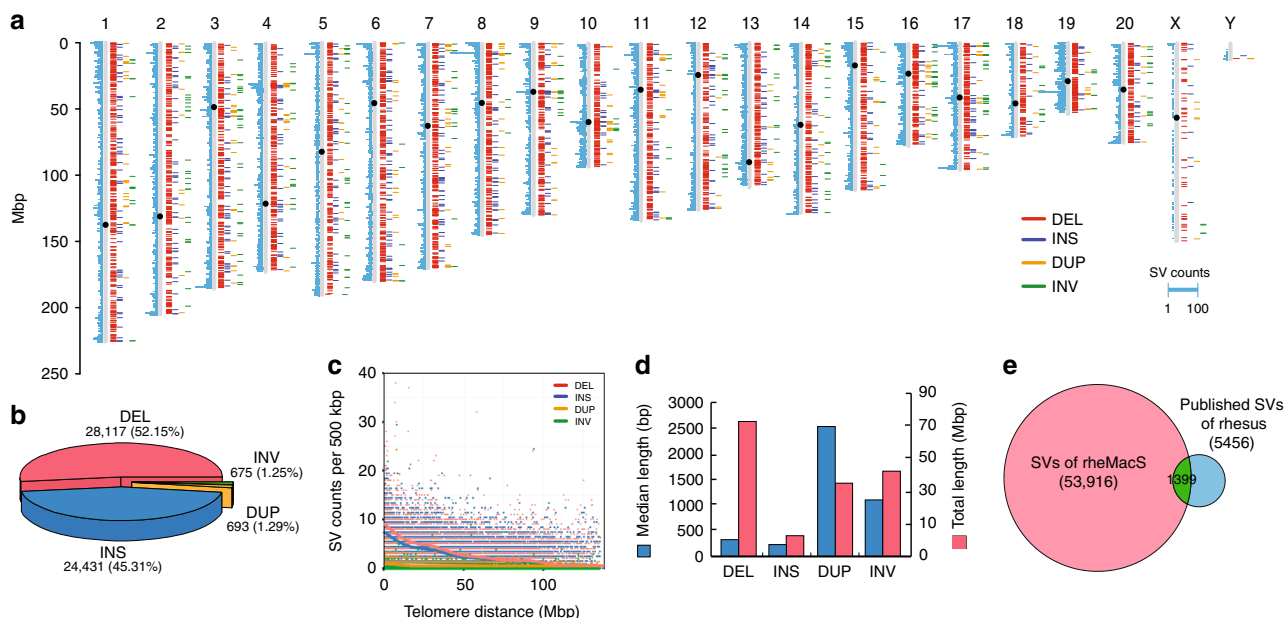 a
1 2 3 4 5 6 7 8 9 10 11 12 13 14 15 16 17 18 19 20 X Y
0
50
100
150
200
250
Mbp
DEL
INS
DUP
INV
SV counts
1 100
b
DEL
28,117 (52.15%)
INV
675 (1.25%)
DUP
693 (1.29%)
INS
24,431 (45.31%)
c
40
30
20
10
0
SV counts per 500 kbp
DEL
INS
DUP
INV
0 50 100
Telomere distance (Mbp)
d
Median length (bp)
3000
2500
2000
1500
1000
500
0
DEL INS DUP INV
90
70
50
30
10
0
Total length (Mbp)
e
SVs of rheMacS
(53,916)
1399
Published SVs
of rhesus
(5456)